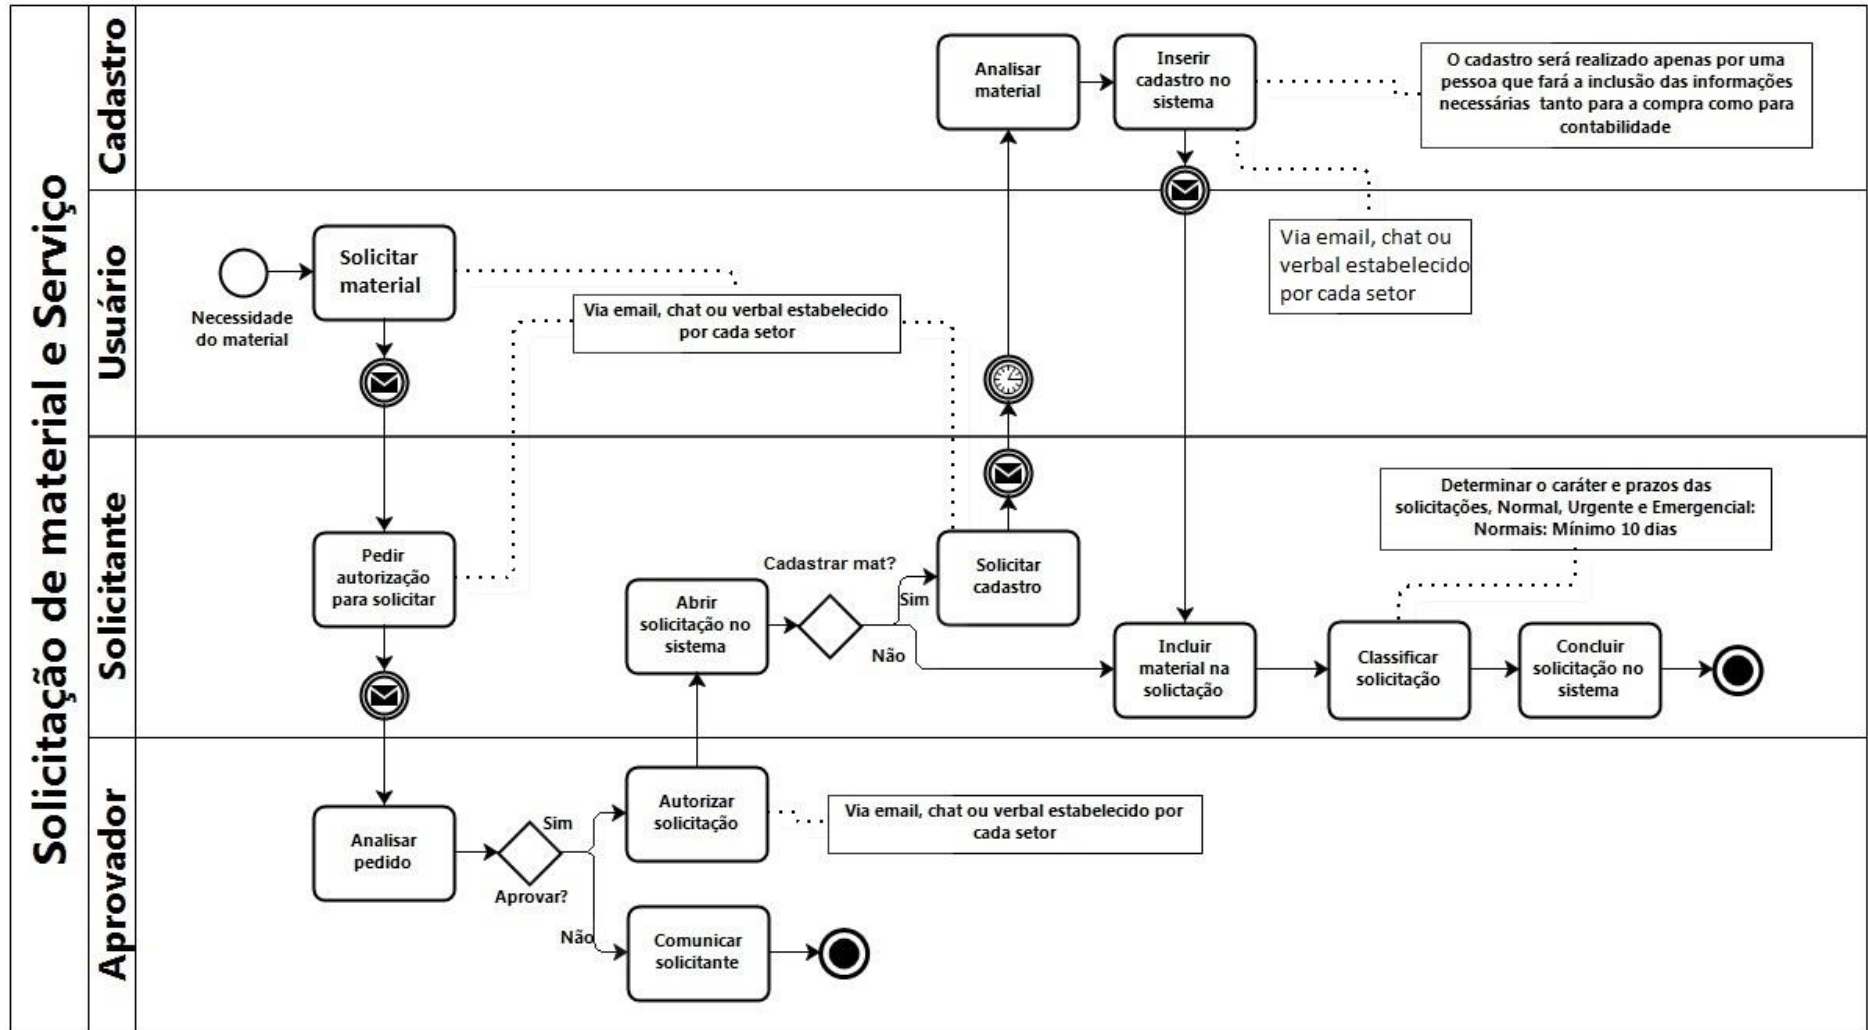 Solicitação de material e Serviço
Cadastro
Analisar
material
Inserir
cadastro no
sistema
O cadastro será realizado apenas por uma
pessoa que fará a inclusão das informações
necessárias tanto para a compra como para
contabilidade
Usuário
Necessidade
do material
Solicitar
material
Via email, chat ou verbal estabelecido
por cada setor
Via email, chat ou
verbal estabelecido
por cada setor
Solicitante
Pedir
autorização
para solicitar
Abrir
solicitação no
sistema
Cadastrar mat?
Sim
Não
Solicitar
cadastro
Incluir
material na
solictação
Determinar o caráter e prazos das
solicitações, Normal, Urgente e Emergencial:
Normais: Mínimo 10 dias
Classificar
solicitação
Concluir
solicitação no
sistema
Aprovador
Analisar
pedido
Aprovar?
Sim
Não
Autorizar
solicitação
Via email, chat ou verbal estabelecido por
cada setor
Comunicar
solicitante